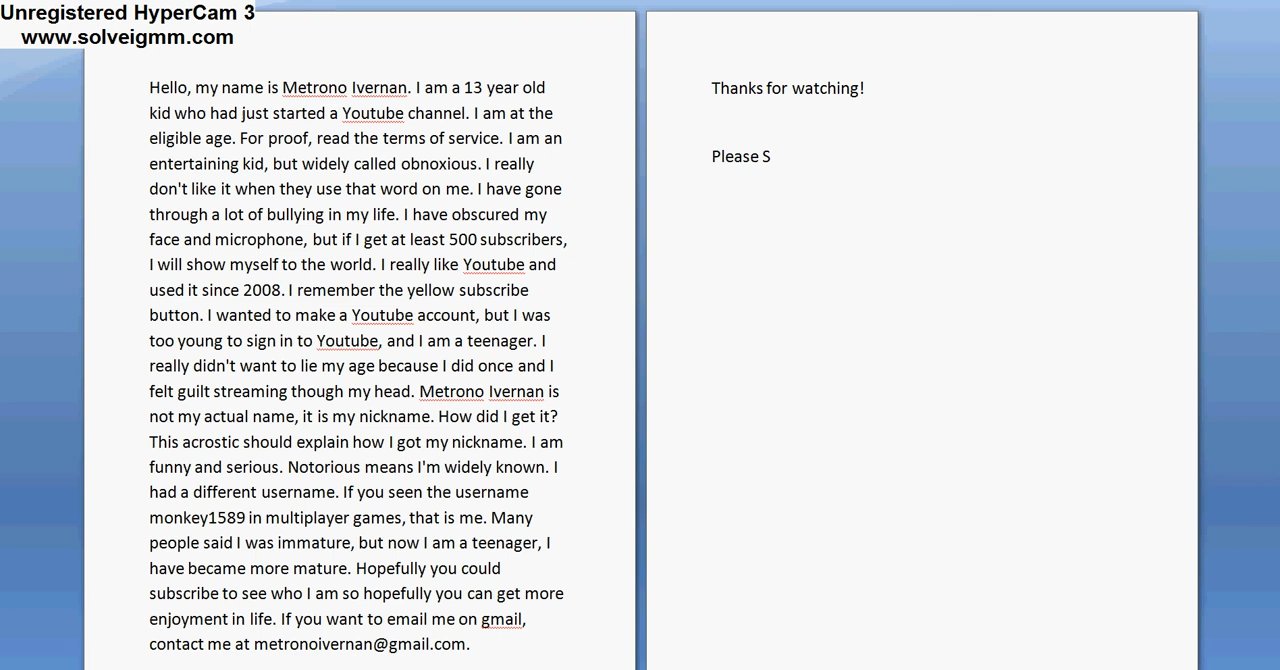 Unregistered HyperCam 3
www.solveigmm.com
Hello, my name is Metrono Ivernan. I am a 13 year old
kid who had just started a Youtube channel. I am at the
eligible age. For proof, read the terms of service. I am an
entertaining kid, but widely called obnoxious. I really
don't like it when they use that word on me. I have gone
through a lot of bullying in my life. I have obscured my
face and microphone, but if I get at least 500 subscribers,
I will show myself to the world. I really like Youtube and
used it since 2008. I remember the yellow subscribe
button. I wanted to make a Youtube account, but I was
too young to sign in to Youtube, and I am a teenager. I
really didn't want to lie my age because I did once and I
felt guilt streaming though my head. Metrono Ivernan is
not my actual name, it is my nickname. How did I get it?
This acrostic should explain how I got my nickname. I am
funny and serious. Notorious means I'm widely known. I
had a different username. If you seen the username
monkey1589 in multiplayer games, that is me. Many
people said I was immature, but now I am a teenager, I
have became more mature. Hopefully you could
subscribe to see who I am so hopefully you can get more
enjoyment in life. If you want to email me on gmail,
contact me at metronoivernan@gmail.com.
Thanks for watching!
Please S